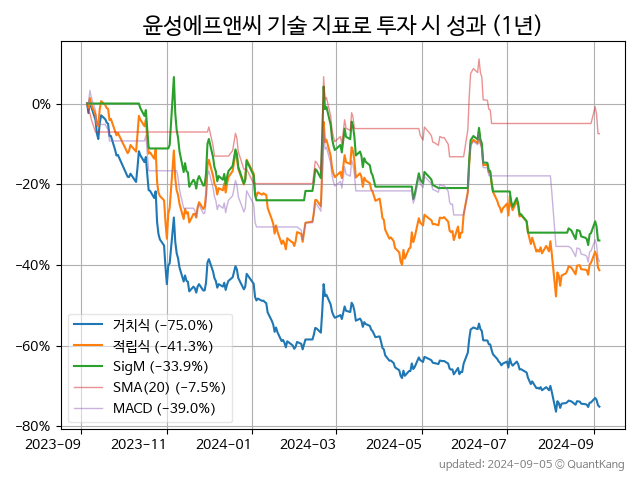 윤성에프앤씨 기술 지표로 투자 시 성과 (1년)
0%
−20%
−40%
−60%
−80%
거치식 (−75.0%)
적립식 (−41.3%)
SigM (−33.9%)
SMA(20) (−7.5%)
MACD (−39.0%)
2023−09
2023−11
2024−01
2024−03
2024−05
2024−07
2024−09
updated: 2024−09−05 © QuantKang